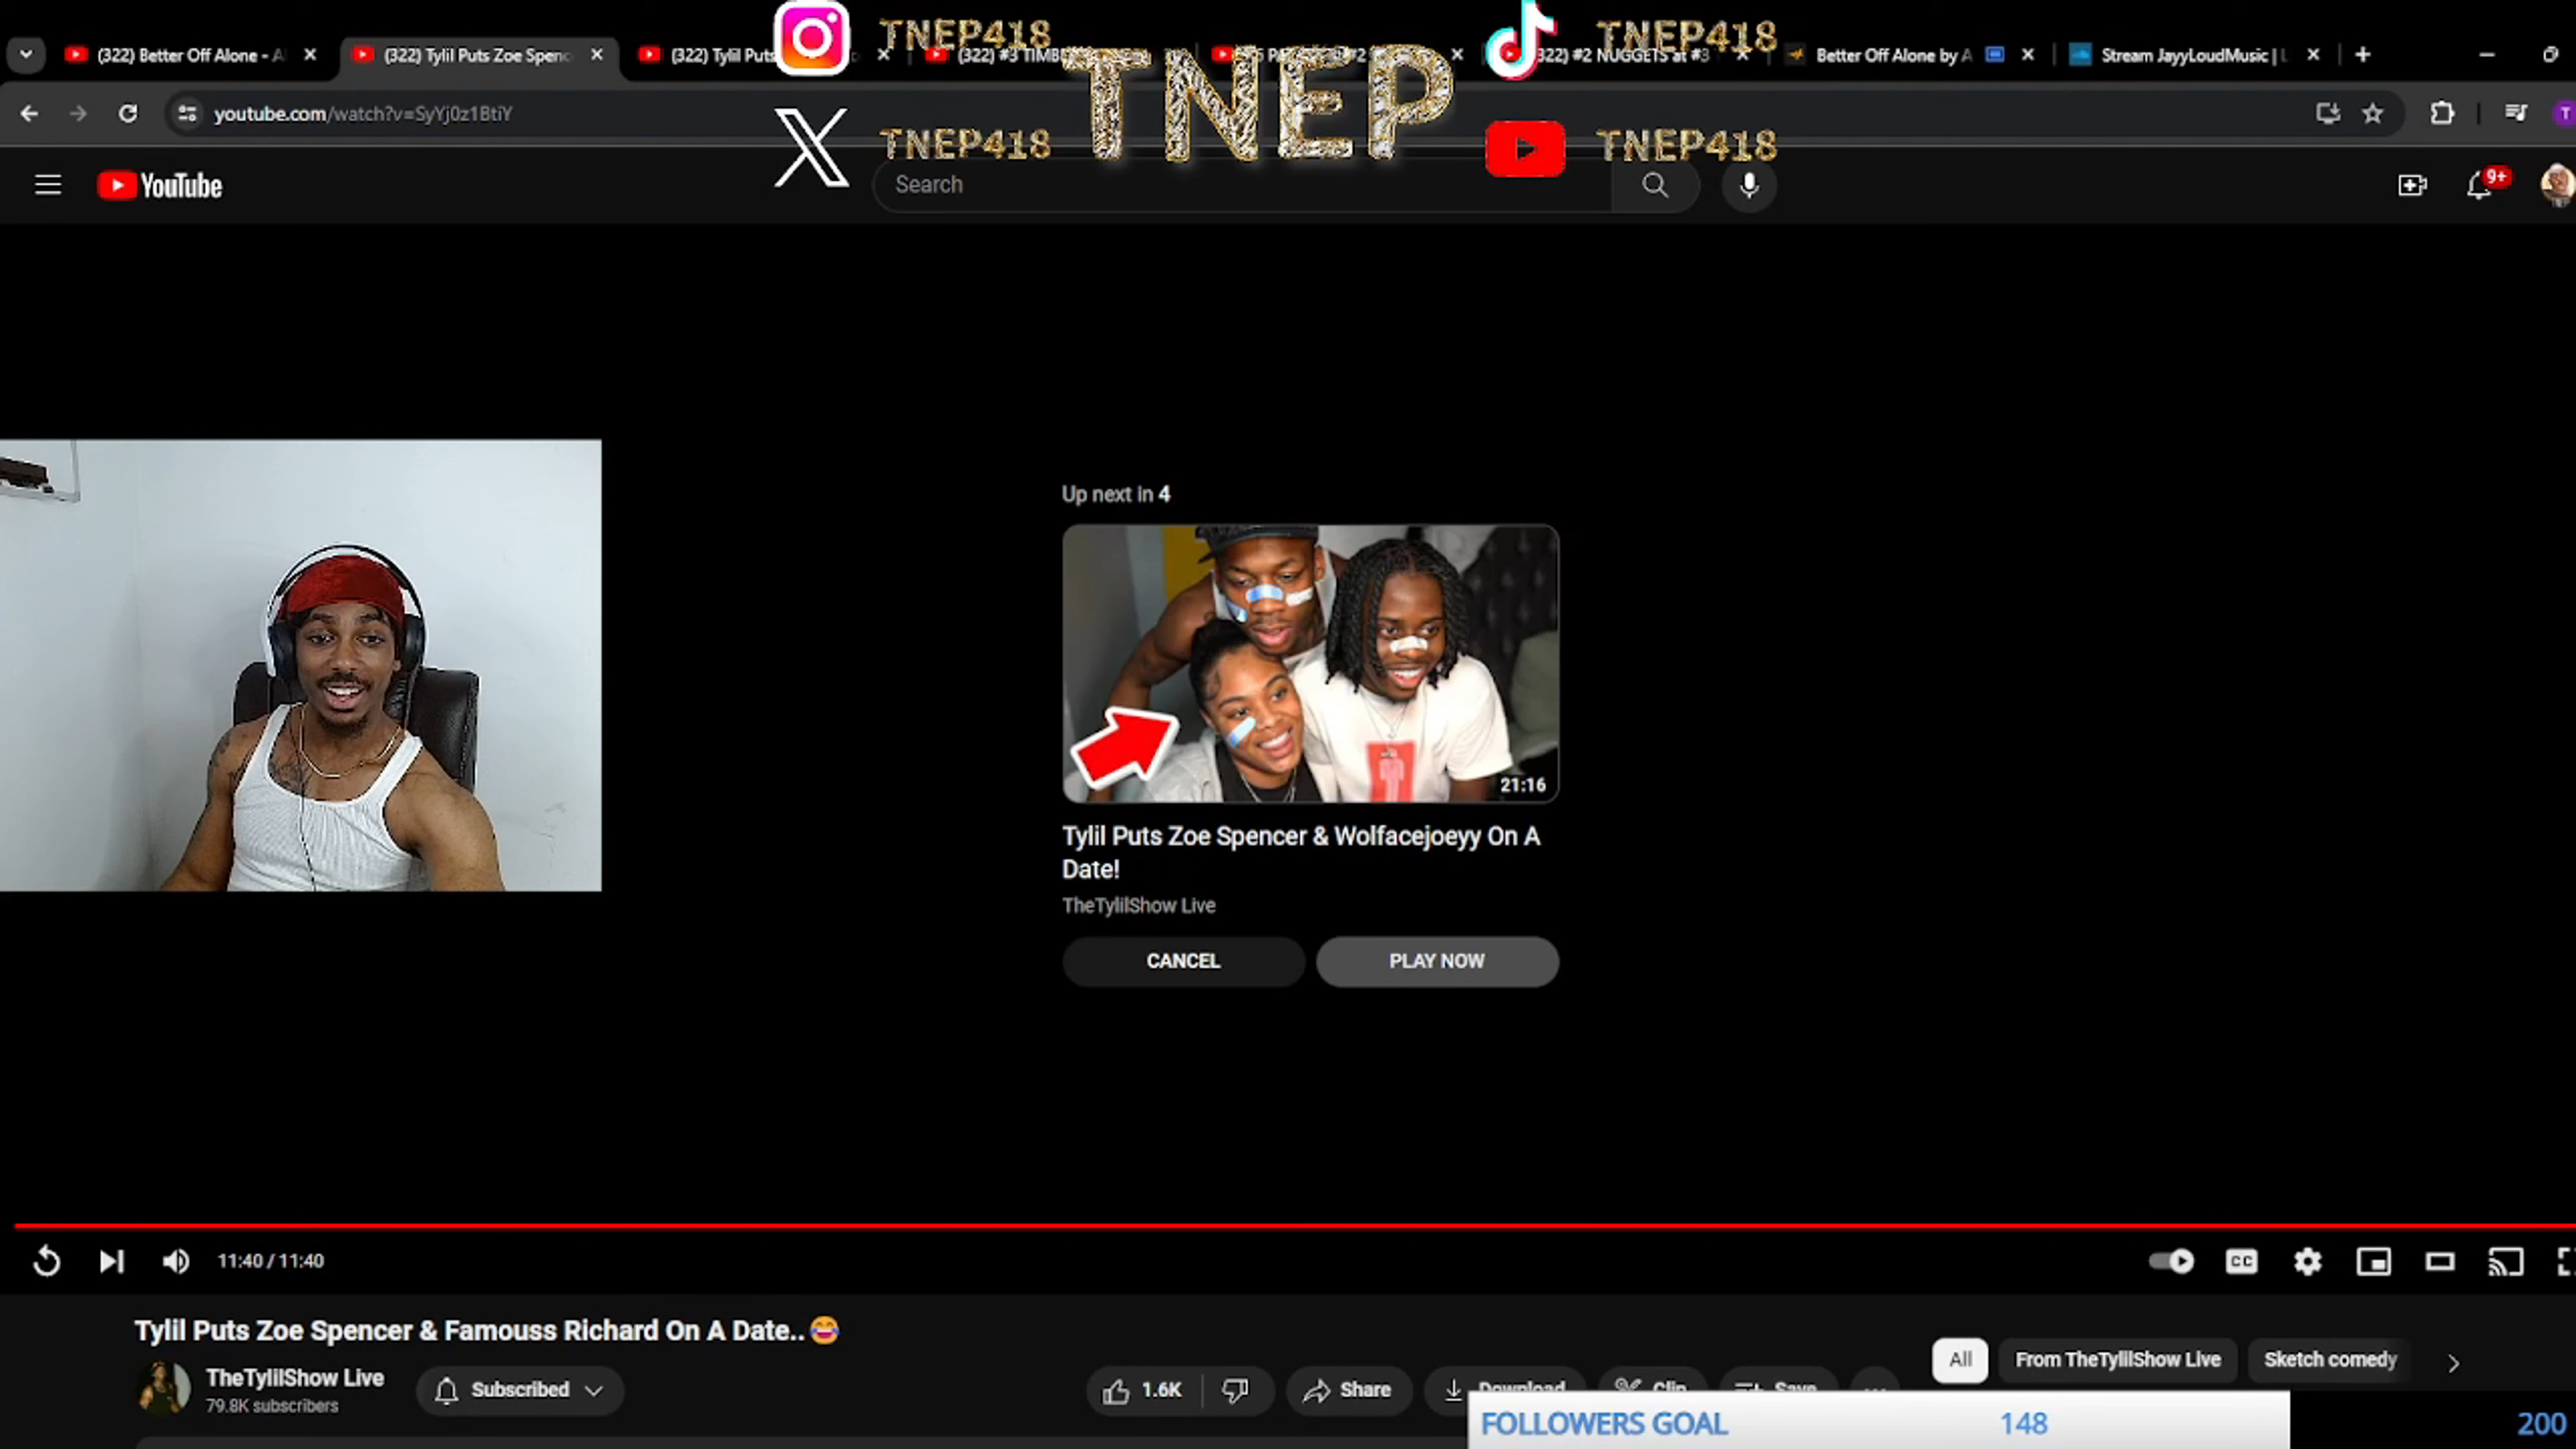 TNEP418
TNEP418
TNEP
TNEP418
TNEP418
(322) Better Off Alone - A
(322) Tylil Puts Zoe Spenc
(322) Tylil Puts
(322) #3 TIMB
322) #2 NUGGETS at #3
Better Off Alone by A
Stream JayyLoudMusic | L
youtube.com/watch?v=SyYj0z1BtiY
T
YouTube
Search
9+
Up next in 4
21:16
Tylil Puts Zoe Spencer & Wolfacejoeyy On A
Date!
TheTylilShow Live
CANCEL
PLAY NOW
11:40 / 11:40
CC
Tylil Puts Zoe Spencer & Famouss Richard On A Date..😂
TheTylilShow Live
79.8K subscribers
Subscribed
1.6K
Share
Download
Clip
Save
All
From TheTylilShow Live
Sketch comedy
FOLLOWERS GOAL 148 200